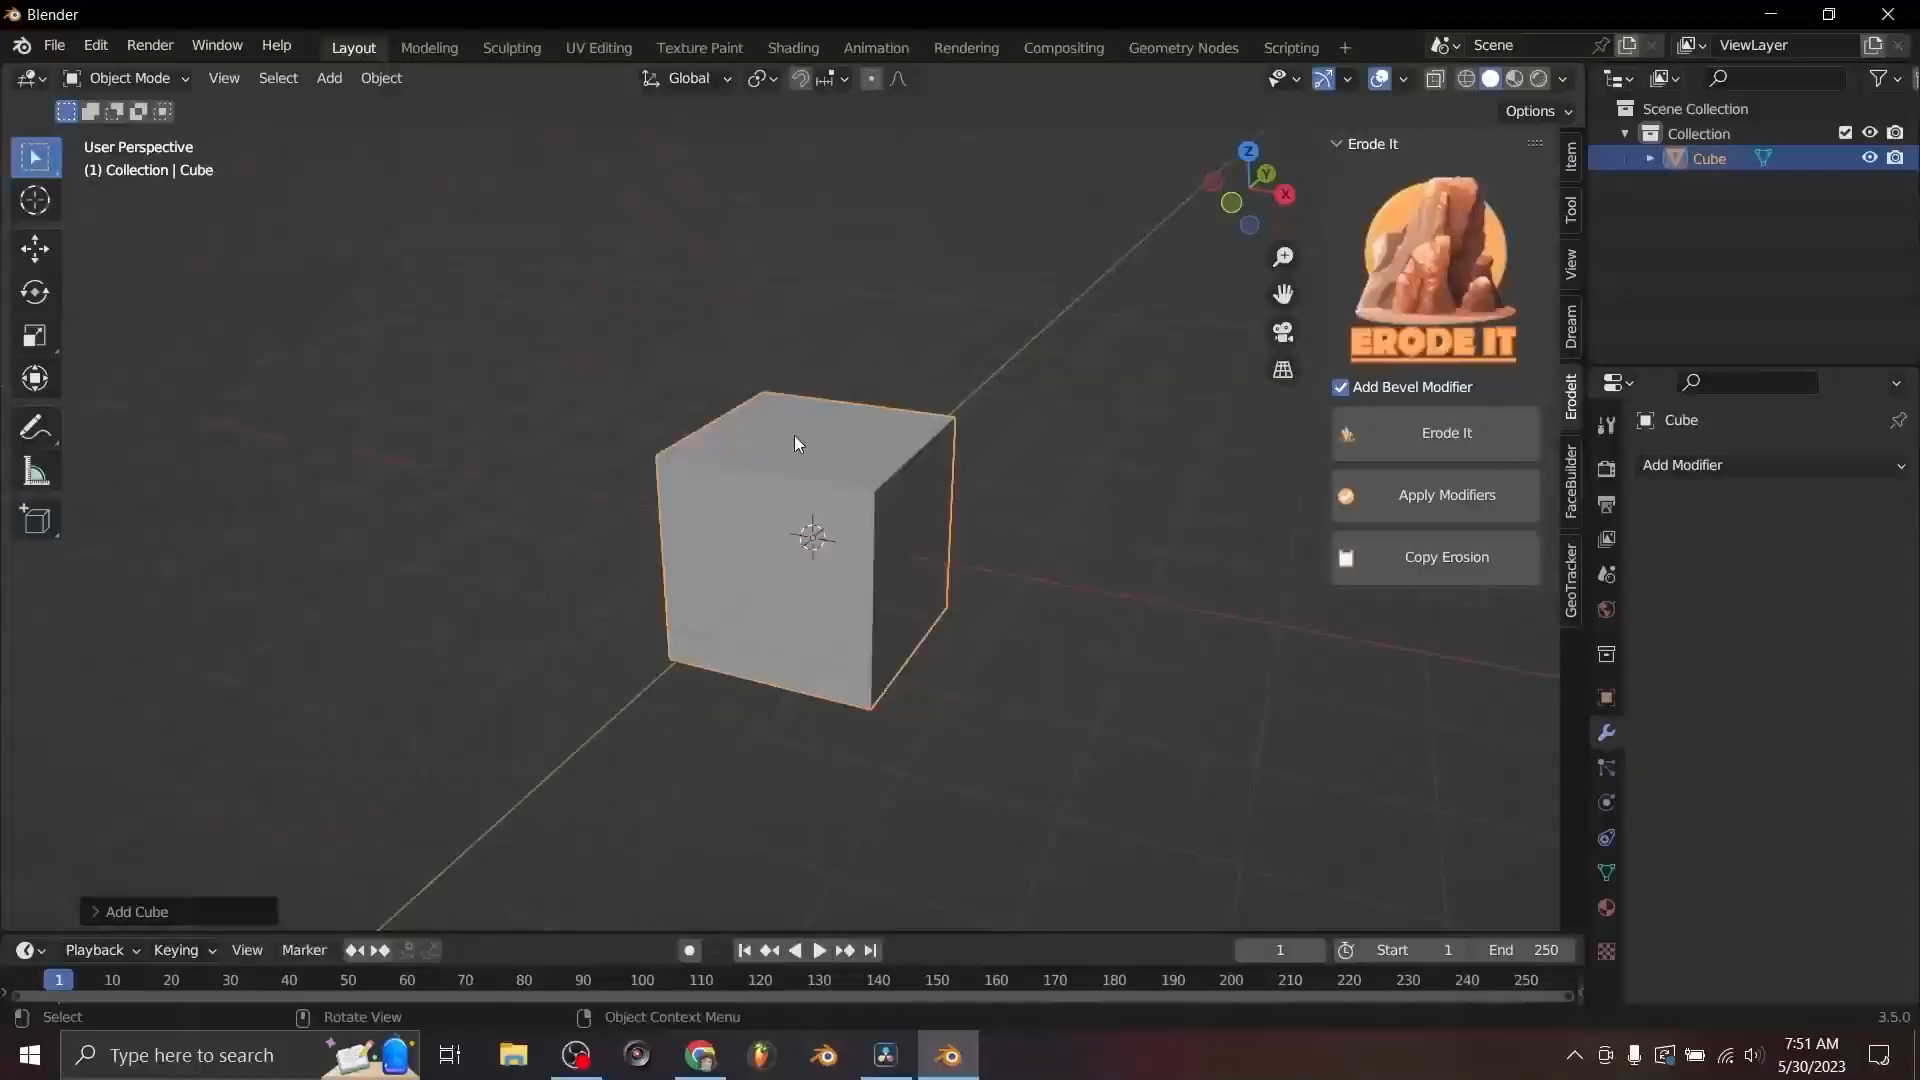 Blender
File Edit Render Window Help
Layout Modeling Sculpting UV Editing Texture Paint Shading Animation Rendering Compositing Geometry Nodes Scripting +
Scene
ViewLayer
Object Mode View Select Add Object
Global
Options
User Perspective
(1) Collection | Cube
Z
Y
X
Erode It
ERODE IT
Add Bevel Modifier
Erode It
Apply Modifiers
Copy Erosion
Item
Tool
View
Dream
ErodeIt
FaceBuilder
GeoTracker
Scene Collection
Collection
Cube
Cube
Add Modifier
Add Cube
Playback Keying View Marker
1
Start 1
End 250
1 10 20 30 40 50 60 70 80 90 100 110 120 130 140 150 160 170 180 190 200 210 220 230 240 250
Select
Rotate View
Object Context Menu
3.5.0
Type here to search
7:51 AM
5/30/2023